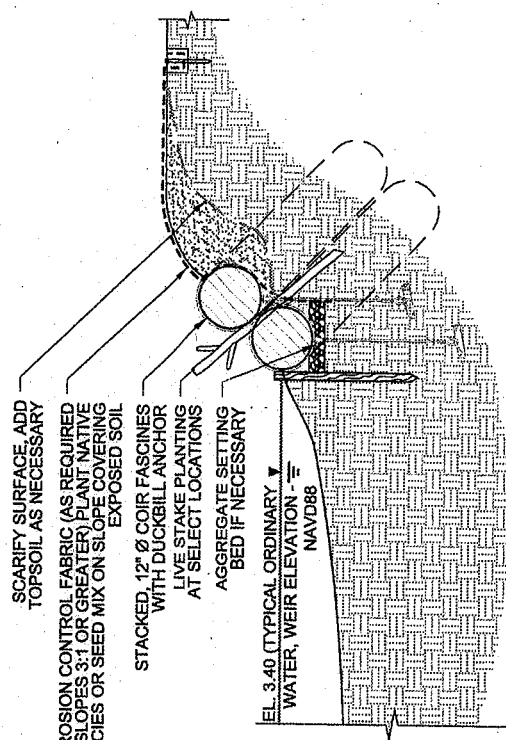 SCARIFY SURFACE, ADD
TOPSOIL AS NECESSARY
ROSION CONTROL FABRIC (AS REQUIRED
SLOPES 3:1 OR GREATER) PLANT NATIVE
CIES OR SEED MIX ON SLOPE COVERING
EXPOSED SOIL
STACKED, 12" Ø COIR FASCINES
WITH DUCKBILL ANCHOR
LIVE STAKE PLANTING
AT SELECT LOCATIONS
AGGREGATE SETTING
BED IF NECESSARY
EL. 3.40 (TYPICAL ORDINARY
WATER, WEIR ELEVATION -
NAVD88